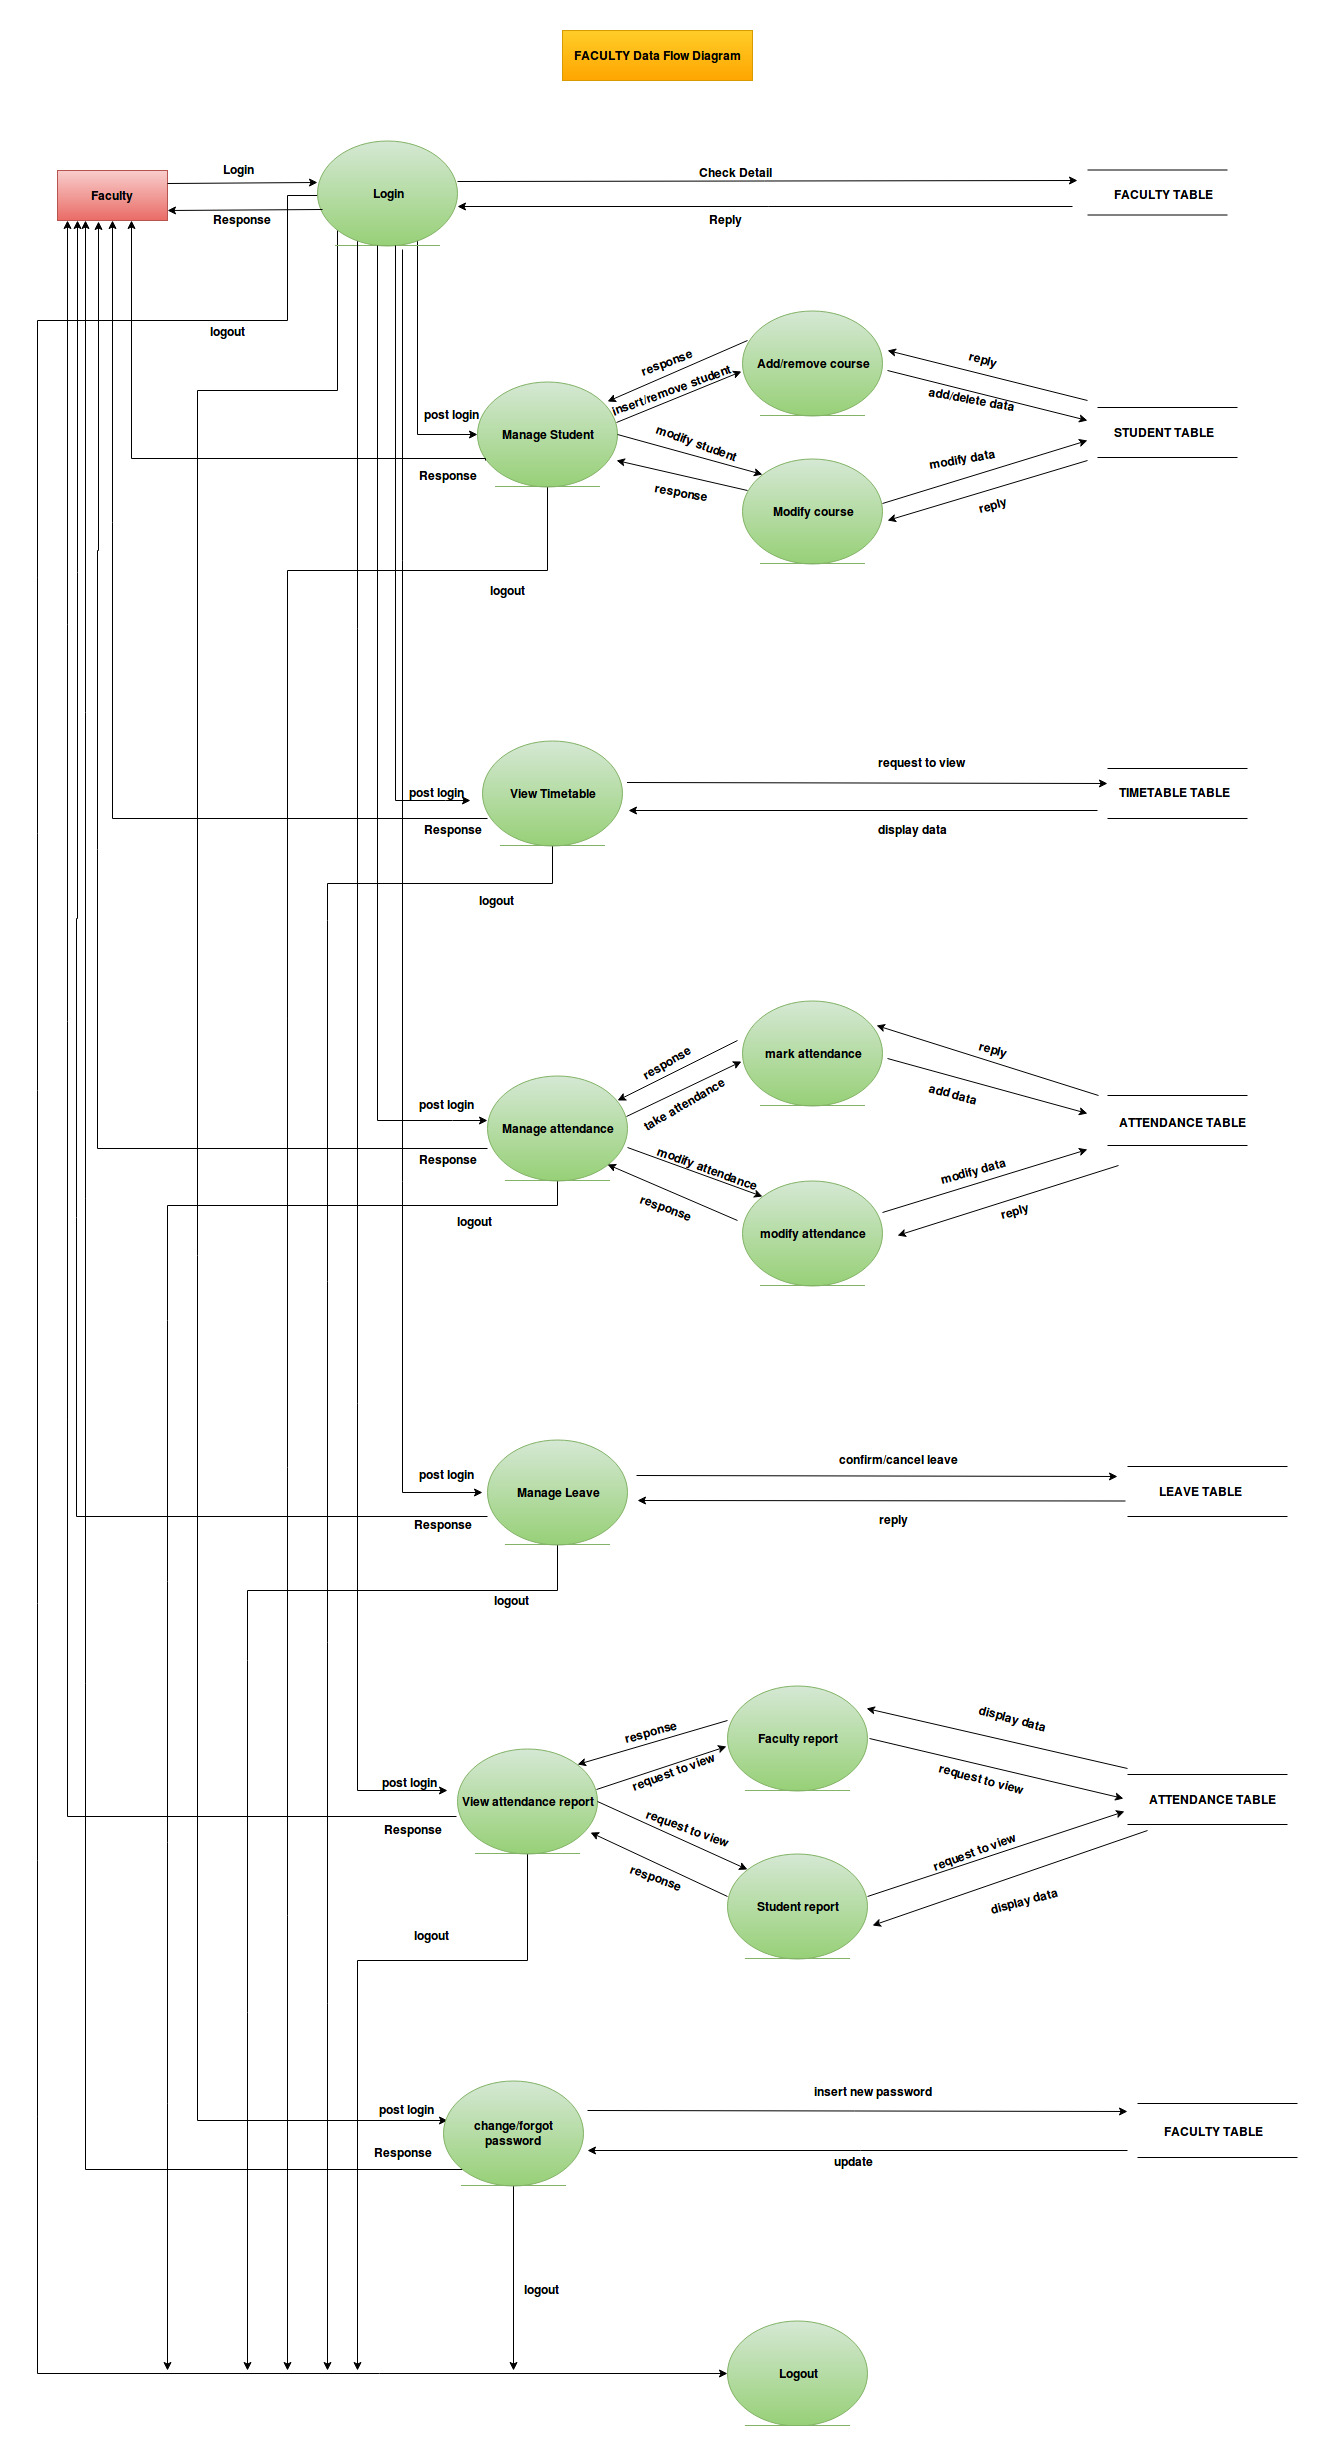 FACULTY Data Flow Diagram
Faculty
Login
Response
Login
Check Detail
Reply
FACULTY TABLE
logout
post login
Manage Student
Response
response
insert/remove student
modify student
response
Add/remove course
Modify course
reply
add/delete data
modify data
reply
STUDENT TABLE
logout
post login
View Timetable
Response
request to view
display data
TIMETABLE TABLE
logout
post login
Manage attendance
Response
response
take attendance
modify attendance
response
mark attendance
modify attendance
reply
add data
modify data
reply
ATTENDANCE TABLE
logout
post login
Manage Leave
Response
confirm/cancel leave
reply
LEAVE TABLE
logout
post login
View attendance report
Response
response
request to view
request to view
response
Faculty report
Student report
display data
request to view
request to view
display data
ATTENDANCE TABLE
logout
post login
change/forgot
password
Response
insert new password
update
FACULTY TABLE
logout
Logout